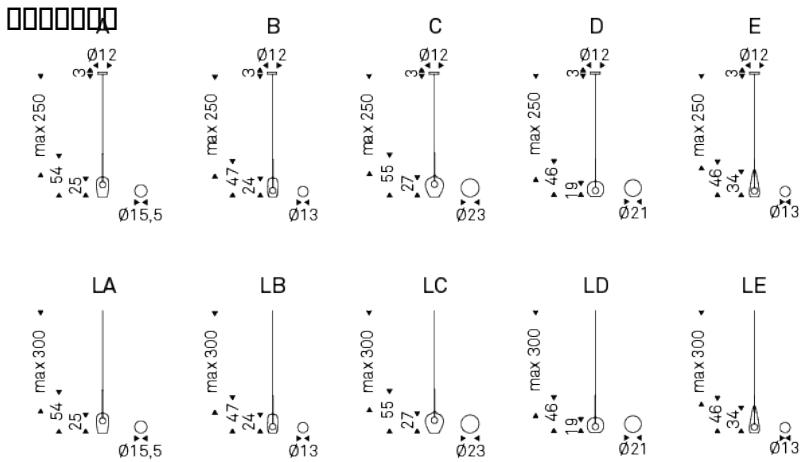 A B C D E
Ø12 Ø12 Ø12 Ø12 Ø12
3 3 3 3 3
max 250 max 250 max 250 max 250 max 250
54 25 47 24 55 27 46 19 46 34
Ø15,5 Ø13 Ø23 Ø21 Ø13
LA LB LC LD LE
max 300 max 300 max 300 max 300 max 300
54 25 47 24 55 27 46 19 46 34
Ø15,5 Ø13 Ø23 Ø21 Ø13